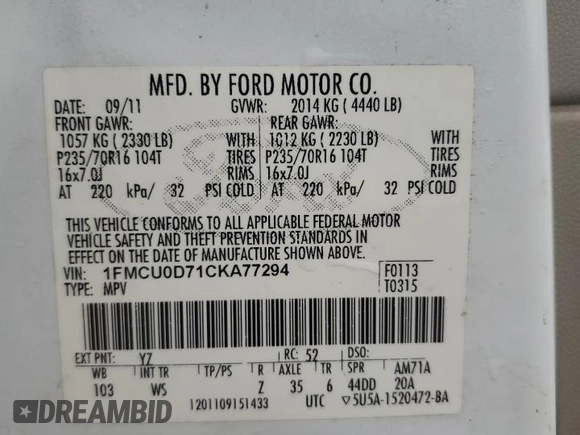 MFD. BY FORD MOTOR CO.
DATE: 09/11 GVWR: 2014 KG ( 4440 LB)
FRONT GAWR: REAR GAWR:
1057 KG ( 2330 LB) WITH 1012 KG ( 2230 LB) WITH
P235/70R16 104T TIRES P235/70R16 104T TIRES
16x7.0J RIMS 16x7.0J RIMS
AT 220 kPa/ 32 PSI COLD AT 220 kPa/ 32 PSI COLD
THIS VEHICLE CONFORMS TO ALL APPLICABLE FEDERAL MOTOR
VEHICLE SAFETY AND THEFT PREVENTION STANDARDS IN
EFFECT ON THE DATE OF MANUFACTURE SHOWN ABOVE.
VIN: 1FMCU0D71CKA77294 F0113
TYPE: MPV T0315
EXT PNT: YZ RC: 52 DSO:
WB INT TR TP/PS R AXLE TR SPR AM71A
103 WS Z 35 6 44DD 20A
1201109151433 UTC ▽5U5A-1520472-BA
DREAMBID